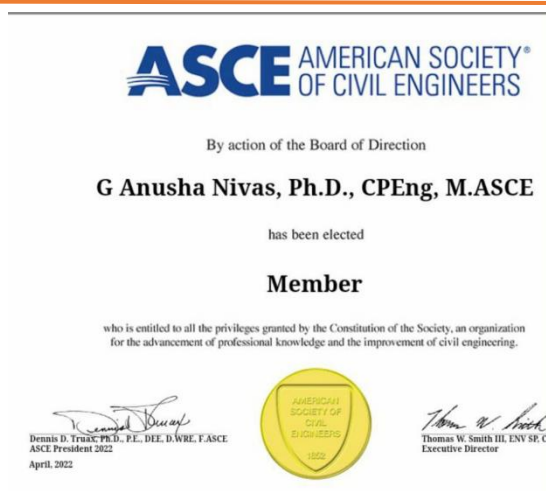 ASCE AMERICAN SOCIETY®
OF CIVIL ENGINEERS
By action of the Board of Direction
G Anusha Nivas, Ph.D., CPEng, M.ASCE
has been elected
Member
who is entitled to all the privileges granted by the Constitution of the Society, an organization
for the advancement of professional knowledge and the improvement of civil engineering.
Dennis D. Truax, Ph.D., P.E., DEE, D.WRE, F.ASCE
ASCE President 2022
April, 2022
AMERICAN
SOCIETY OF
CIVIL
ENGINEERS
1852
Thomas W. Smith III, ENV SP,
Executive Director